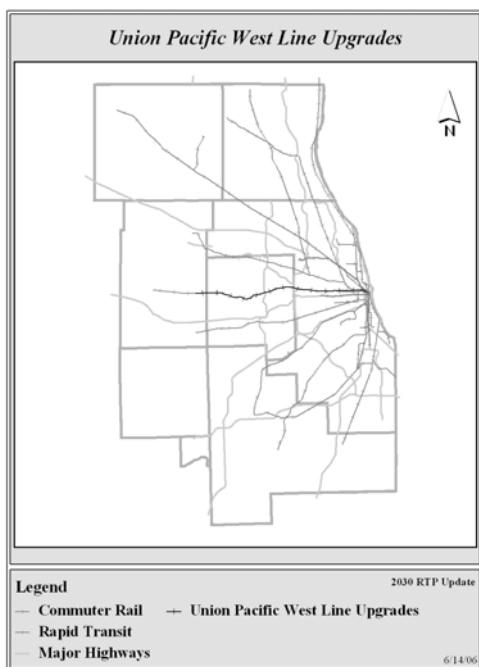 Union Pacific West Line Upgrades
N
Legend
2030 RTP Update
Commuter Rail
Union Pacific West Line Upgrades
Rapid Transit
Major Highways
6/14/06